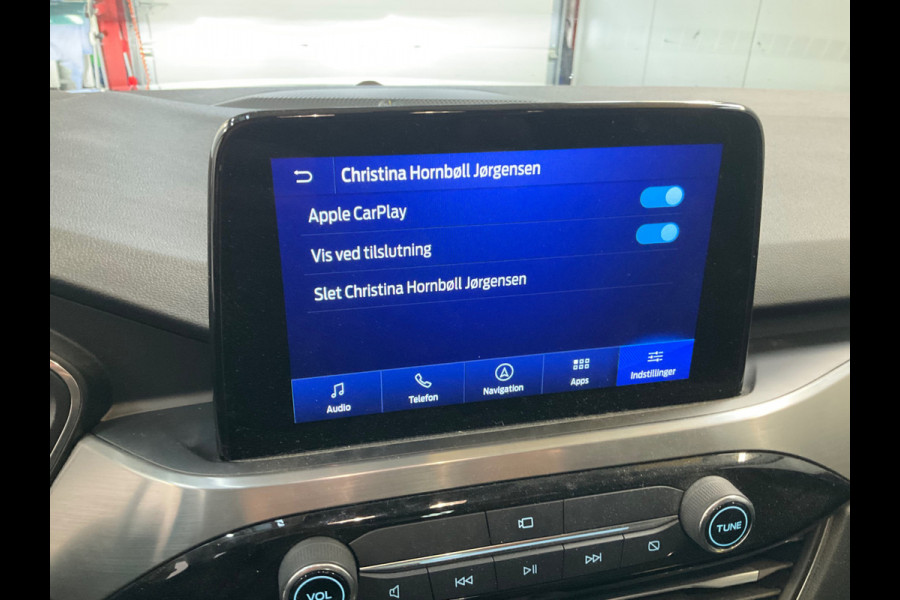 Christina Hornbøll Jørgensen
Apple CarPlay
Vis ved tilslutning
Slet Christina Hornbøll Jørgensen
Audio
Telefon
Navigation
Apps
Indstillinger
TUNE
VOL